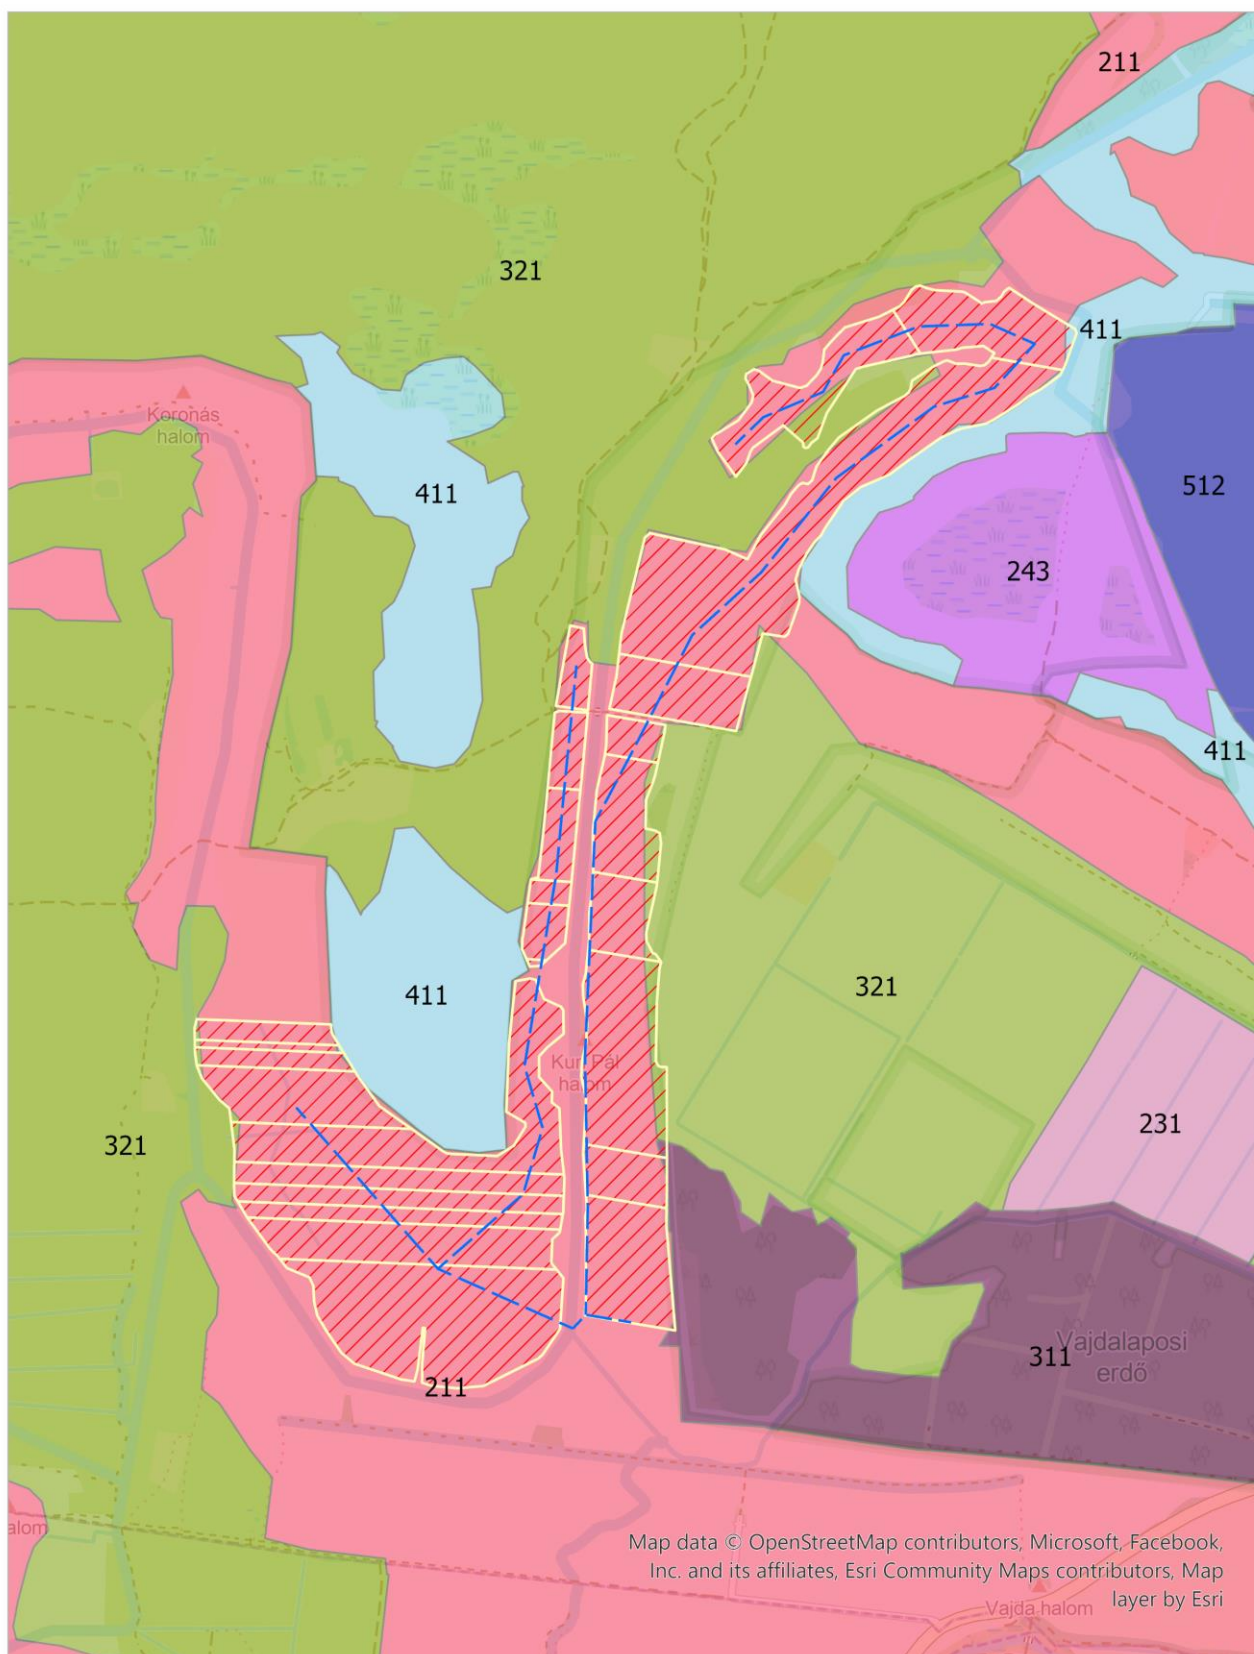 211
321
411
Koronás
halom
411
512
243
411
321
411
Kun Pál
halom
231
321
311
Vajdalaposi
erdő
211
alom
Map data © OpenStreetMap contributors, Microsoft, Facebook,
Inc. and its affiliates, Esri Community Maps contributors, Map
layer by Esri
Vajda halom